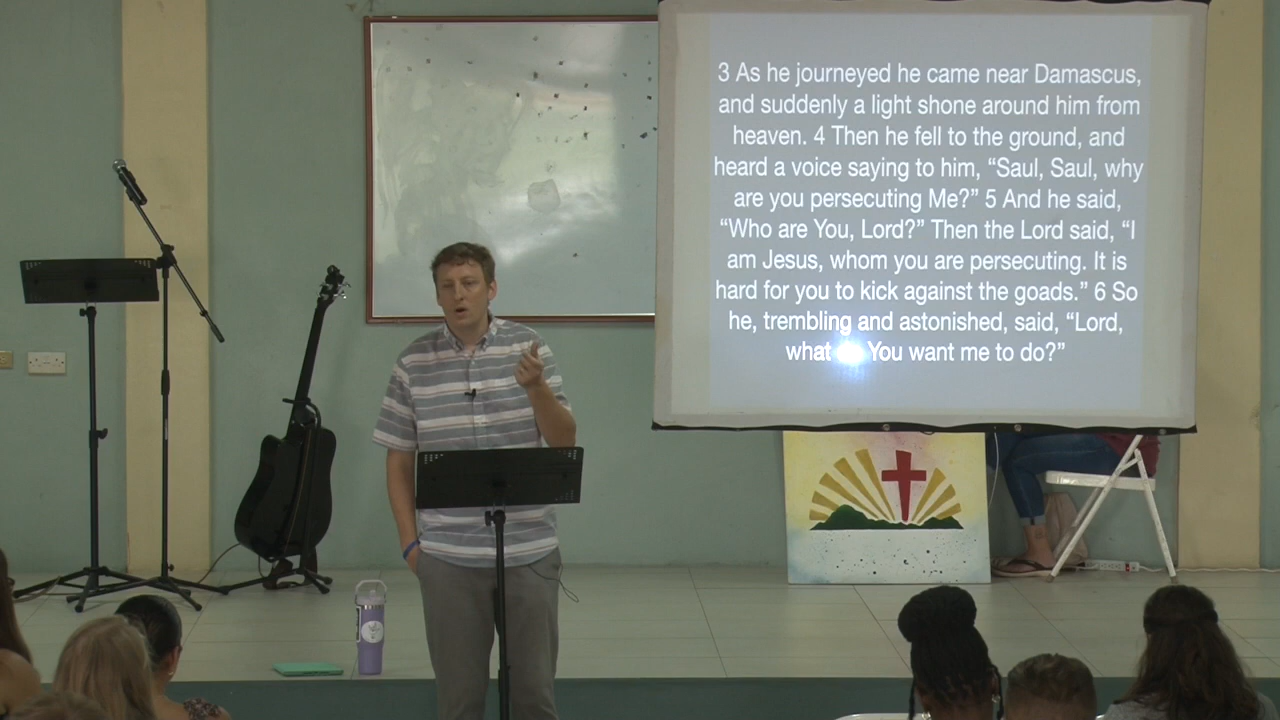 3 As he journeyed he came near Damascus,
and suddenly a light shone around him from
heaven. 4 Then he fell to the ground, and
heard a voice saying to him, “Saul, Saul, why
are you persecuting Me?” 5 And he said,
“Who are You, Lord?” Then the Lord said, “I
am Jesus, whom you are persecuting. It is
hard for you to kick against the goads.” 6 So
he, trembling and astonished, said, “Lord,
what You want me to do?”